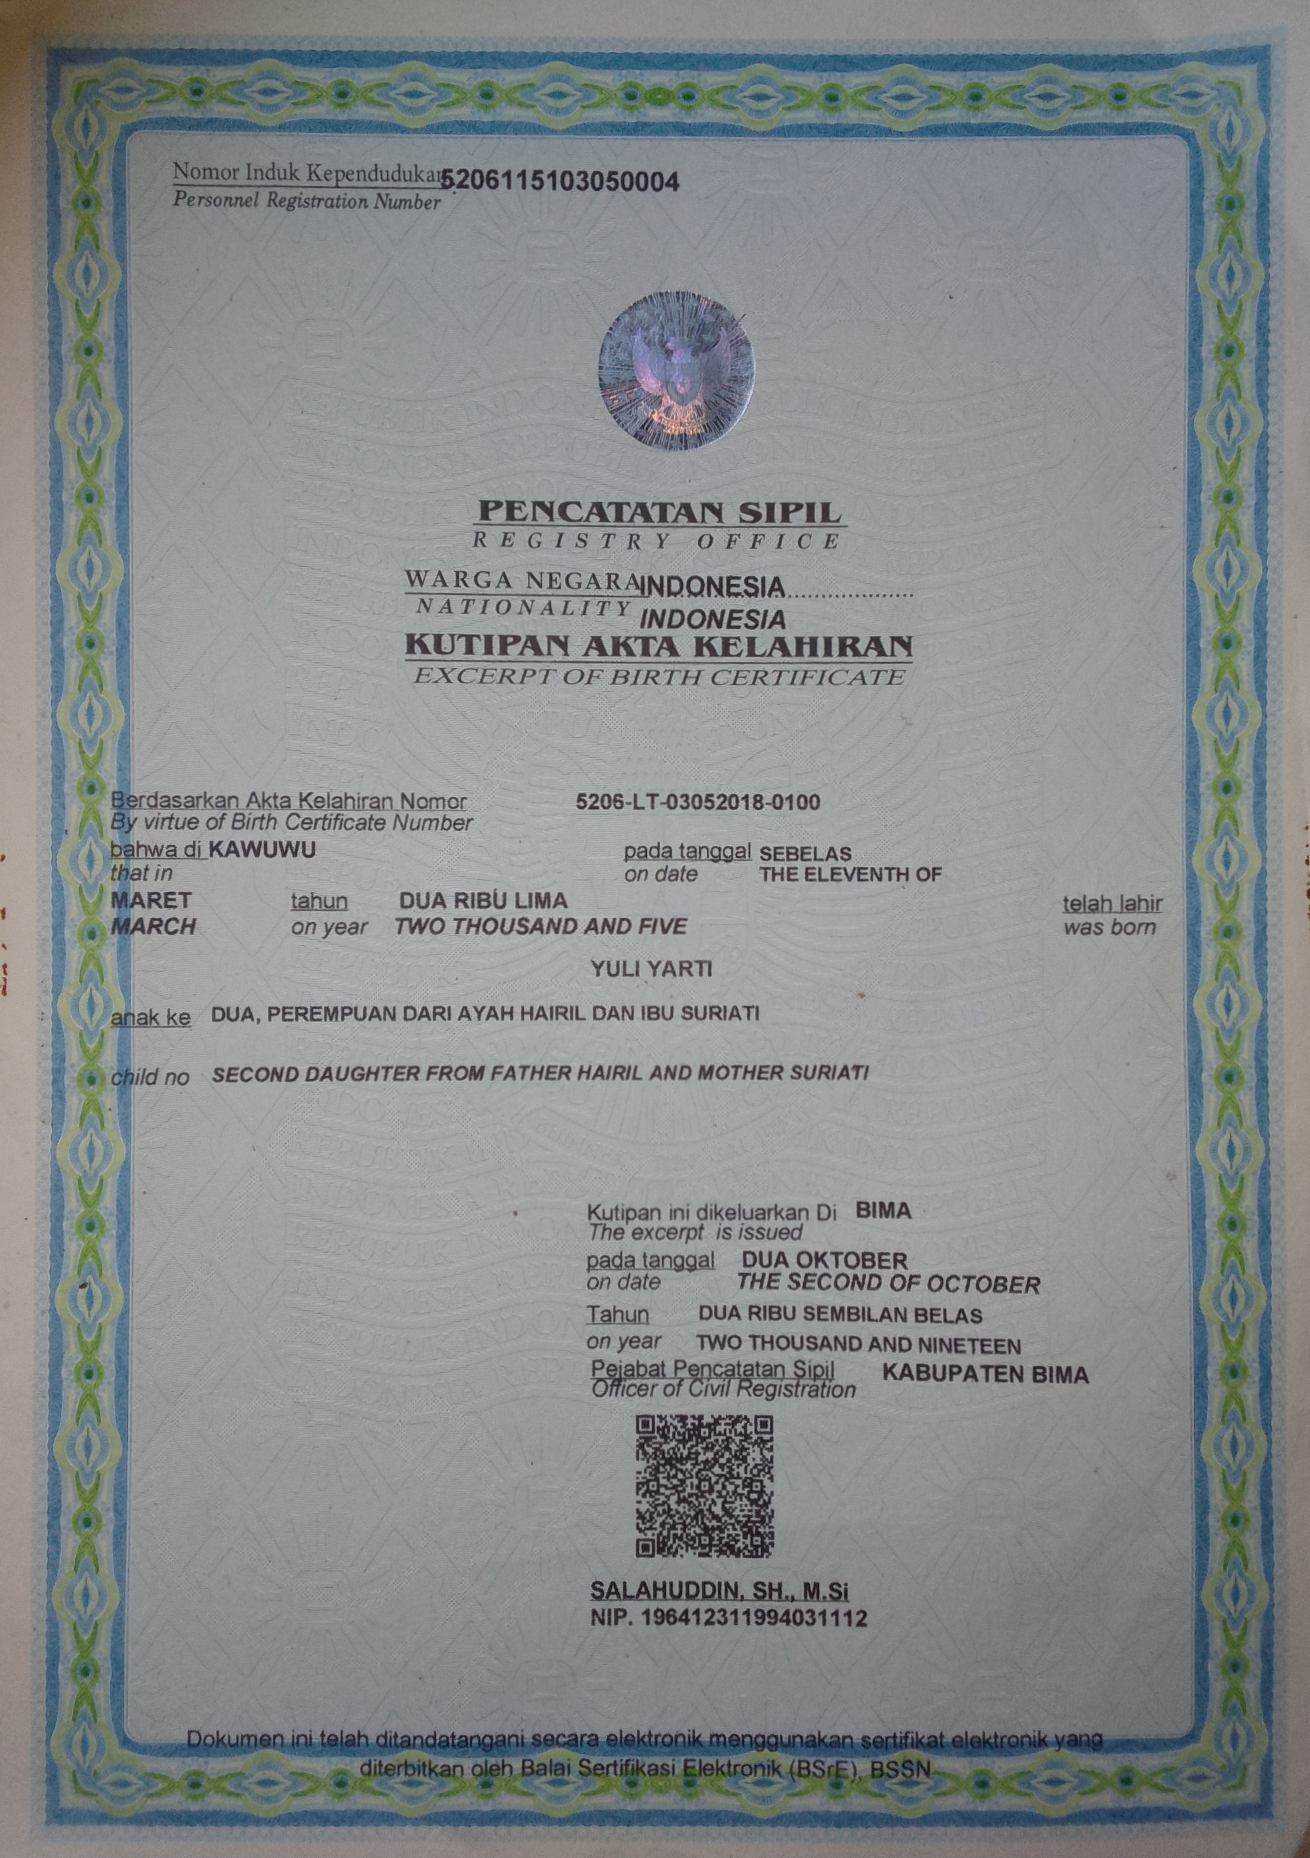 Nomor Induk Kependudukan 5206115103050004
Personnel Registration Number
PENCATATAN SIPIL
REGISTRY OFFICE
WARGA NEGARA INDONESIA
NATIONALITY INDONESIA
KUTIPAN AKTA KELAHIRAN
EXCERPT OF BIRTH CERTIFICATE
Berdasarkan Akta Kelahiran Nomor 5206-LT-03052018-0100
By virtue of Birth Certificate Number
bahwa di KAWUWU pada tanggal SEBELAS
that in on date THE ELEVENTH OF
MARET tahun DUA RIBU LIMA telah lahir
MARCH on year TWO THOUSAND AND FIVE was born
YULI YARTI
anak ke DUA, PEREMPUAN DARI AYAH HAIRIL DAN IBU SURIATI
child no SECOND DAUGHTER FROM FATHER HAIRIL AND MOTHER SURIATI
Kutipan ini dikeluarkan Di BIMA
The excerpt is issued
pada tanggal DUA OKTOBER
on date THE SECOND OF OCTOBER
Tahun DUA RIBU SEMBILAN BELAS
on year TWO THOUSAND AND NINETEEN
Pejabat Pencatatan Sipil KABUPATEN BIMA
Officer of Civil Registration
SALAHUDDIN, SH., M.Si
NIP. 196412311994031112
Dokumen ini telah ditandatangani secara elektronik menggunakan sertifikat elektronik yang
diterbitkan oleh Balai Sertifikasi Elektronik (BSrE), BSSN